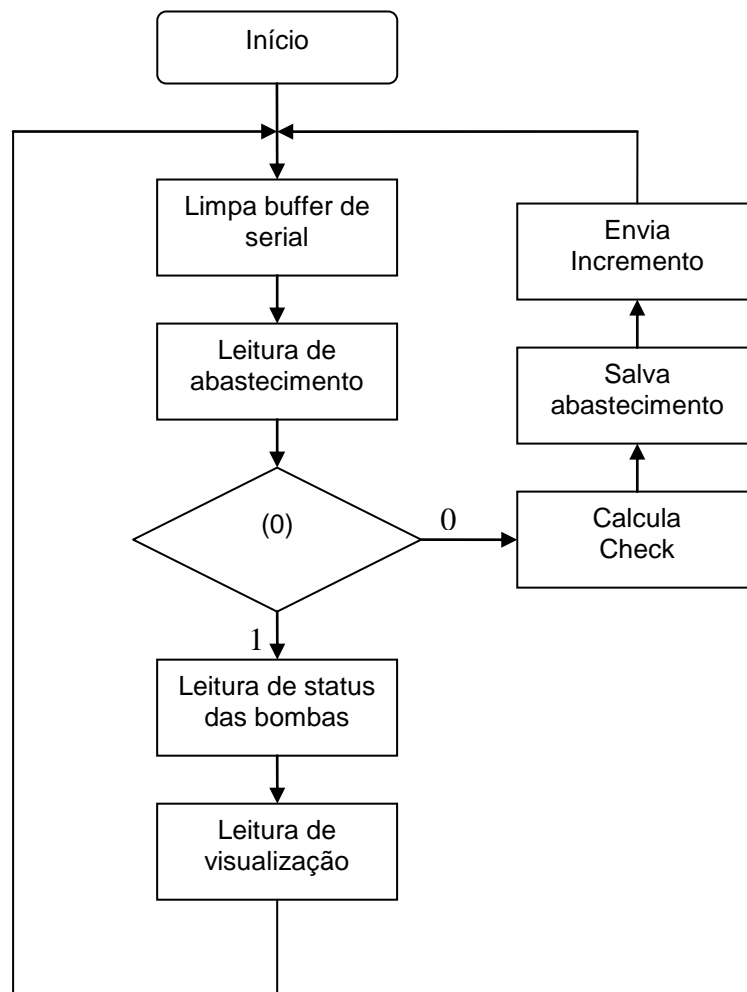 Início
Limpa buffer de
serial
Envia
Incremento
Leitura de
abastecimento
Salva
abastecimento
(0)
0
Calcula
Check
1
Leitura de status
das bombas
Leitura de
visualização